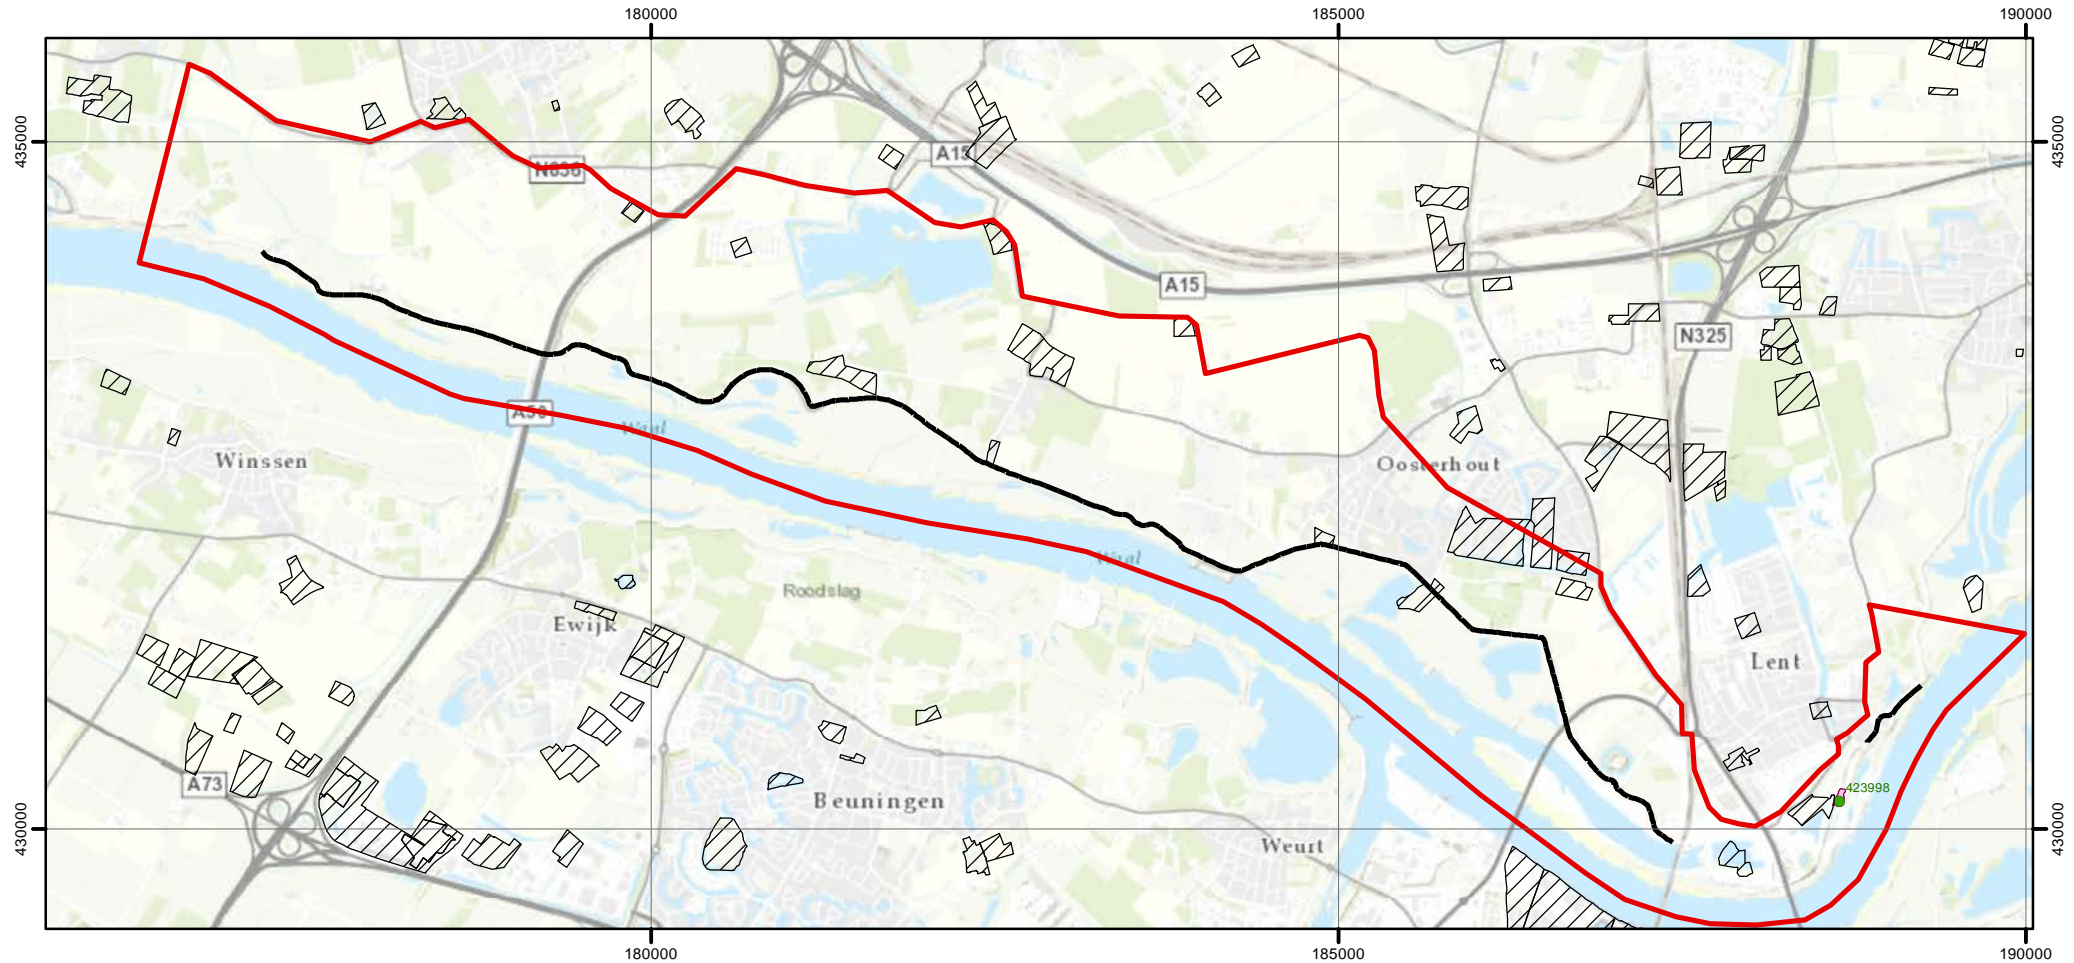 180000
185000
190000
435000
435000
A15
N836
A15
N325
A50
Waal
Winssen
Oosterhout
Waal
Roodslag
Ewijk
Lent
A73
423998
Beuningen
Weurt
430000
430000
180000
185000
190000